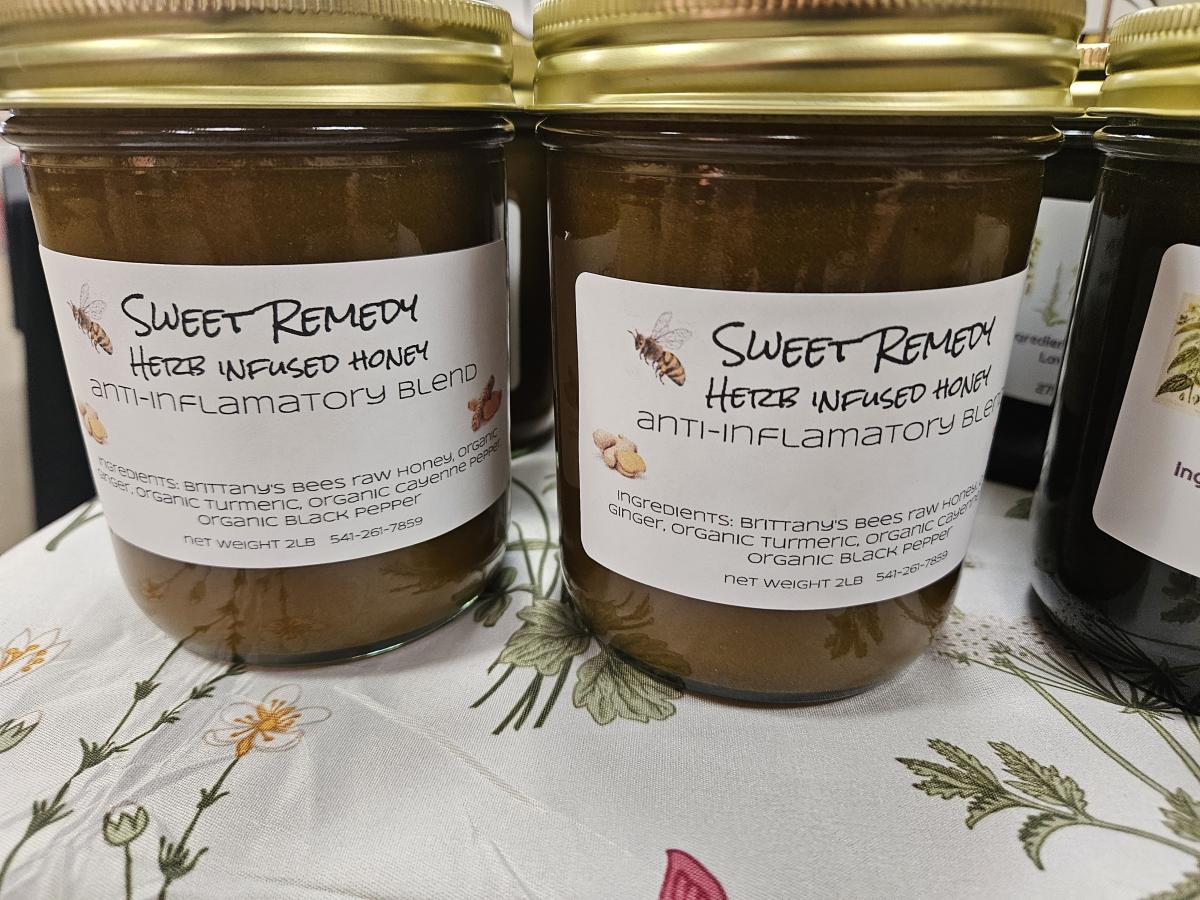 Sweet Remedy
Herb infused honey
anti-inflamatory Blend
ingredients: Brittany's Bees raw Honey, organic
ginger, organic turmeric, organic cayenne pepper,
organic Black pepper
net weight 2LB 541-261-7859
Sweet Remedy
Herb infused honey
anti-inflamatory
ingredients: Brittany's Bees raw Honey,
ginger, organic turmeric, organic cayenne
organic Black pepper
net weight 2LB 541-261-7859